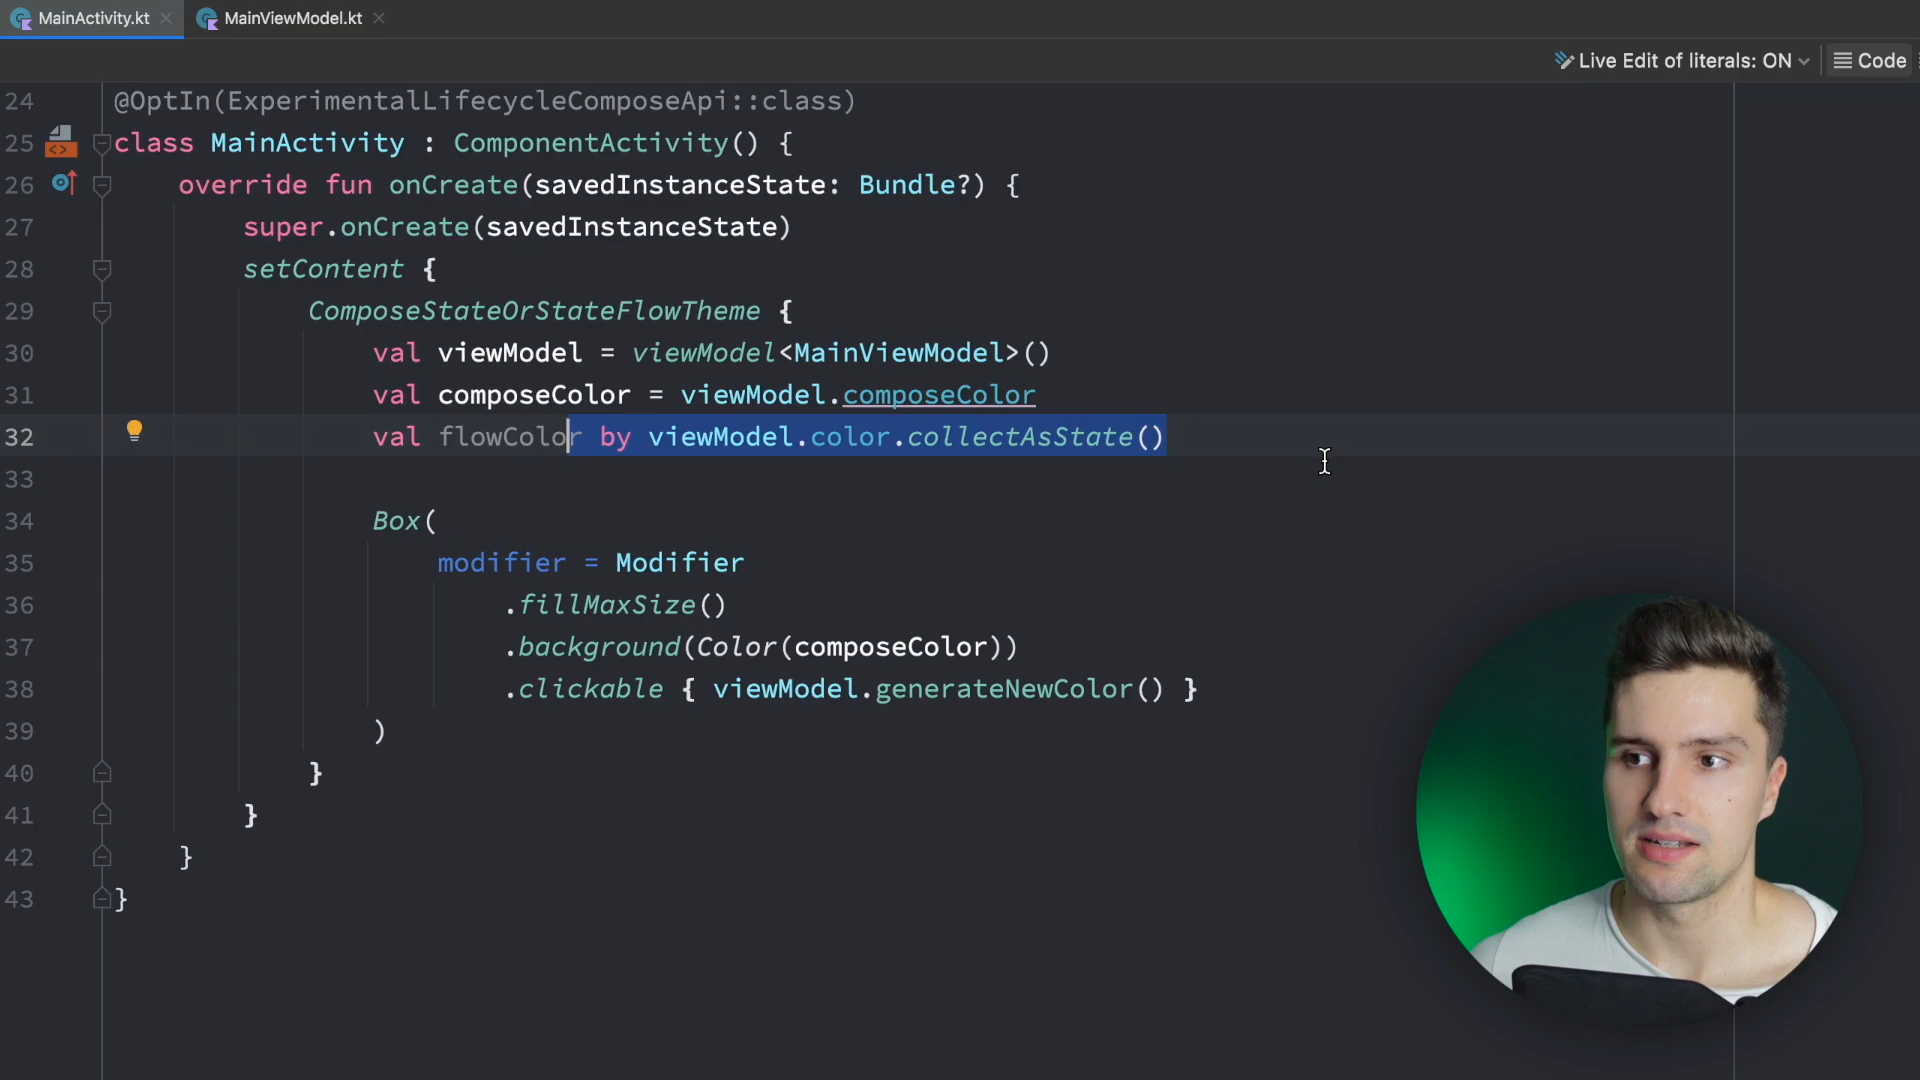 MainActivity.kt MainViewModel.kt
Live Edit of literals: ON Code
24 @OptIn(ExperimentalLifecycleComposeApi::class)
25 class MainActivity : ComponentActivity() {
26 override fun onCreate(savedInstanceState: Bundle?) {
27 super.onCreate(savedInstanceState)
28 setContent {
29 ComposeStateOrStateFlowTheme {
30 val viewModel = viewModel<MainViewModel>()
31 val composeColor = viewModel.composeColor
32 val flowColor by viewModel.color.collectAsState()
33
34 Box(
35 modifier = Modifier
36 .fillMaxSize()
37 .background(Color(composeColor))
38 .clickable { viewModel.generateNewColor() }
39 )
40 }
41 }
42 }
43 }